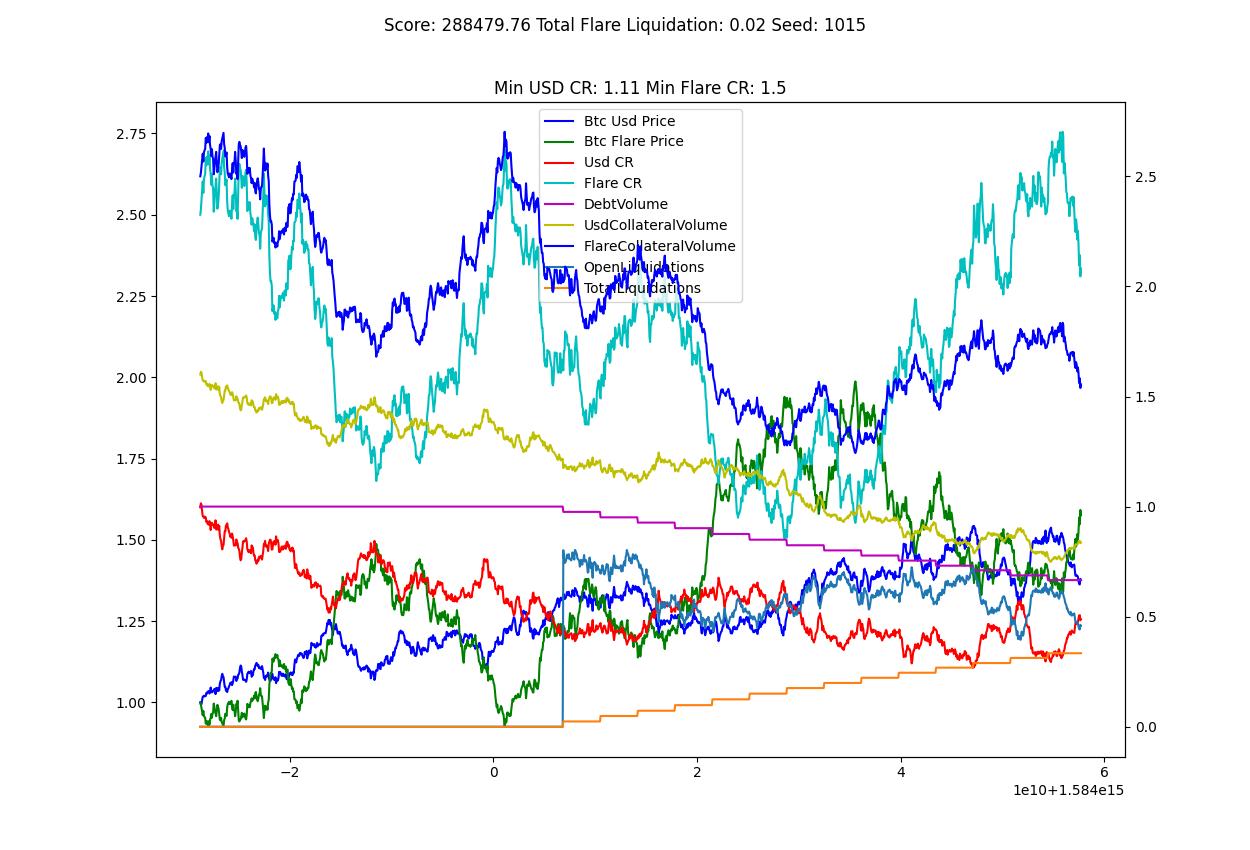 Score: 288479.76 Total Flare Liquidation: 0.02 Seed: 1015
Min USD CR: 1.11 Min Flare CR: 1.5
Btc Usd Price
Btc Flare Price
Usd CR
Flare CR
DebtVolume
UsdCollateralVolume
FlareCollateralVolume
OpenLiquidations
TotalLiquidations
2.75
2.50
2.25
2.00
1.75
1.50
1.25
1.00
2.5
2.0
1.5
1.0
0.5
0.0
−2
0
2
4
6
1e10+1.584e15